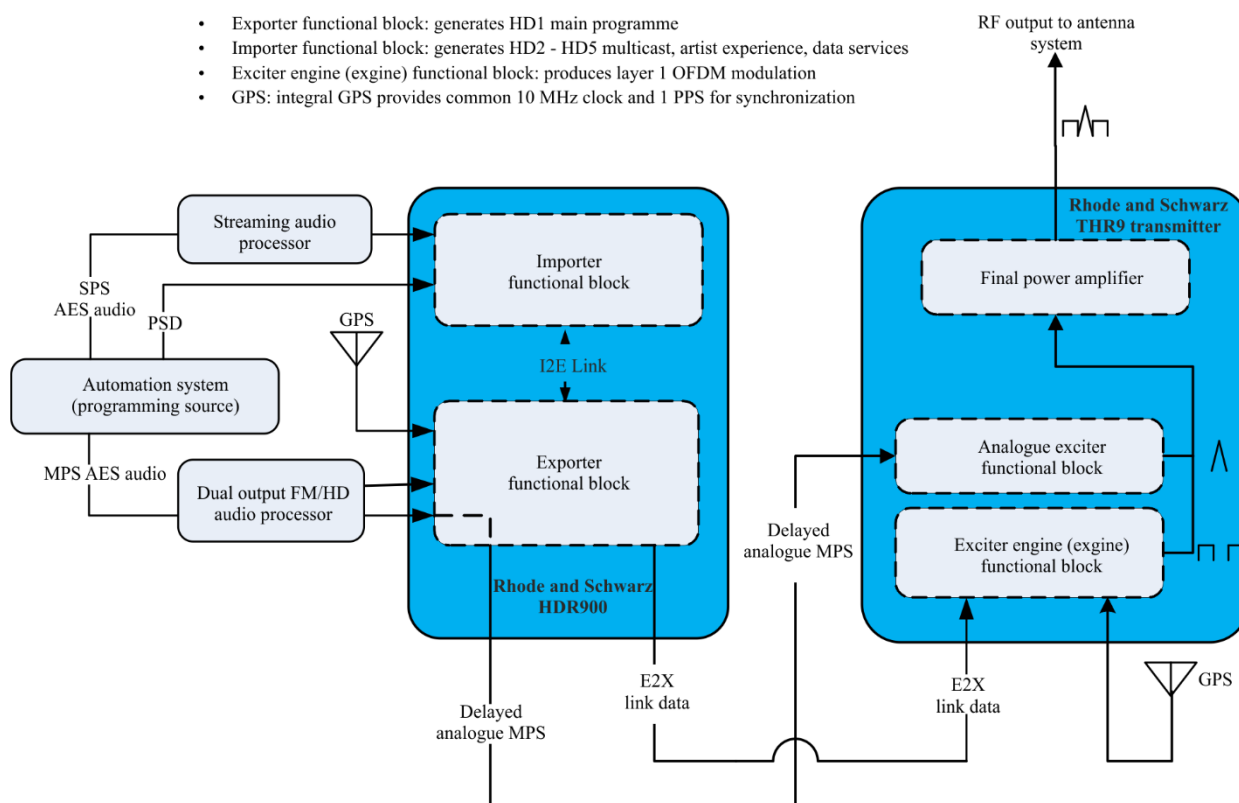 • Exporter functional block: generates HD1 main programme
• Importer functional block: generates HD2 - HD5 multicast, artist experience, data services
• Exciter engine (exgine) functional block: produces layer 1 OFDM modulation
• GPS: integral GPS provides common 10 MHz clock and 1 PPS for synchronization
RF output to antenna
system
Streaming audio
processor
SPS
AES audio
PSD
Automation system
(programming source)
MPS AES audio
Dual output FM/HD
audio processor
GPS
Importer
functional block
I2E Link
Exporter
functional block
Rhode and Schwarz
HDR900
Delayed
analogue MPS
E2X
link data
Rhode and Schwarz
THR9 transmitter
Final power amplifier
Analogue exciter
functional block
Exciter engine (exgine)
functional block
Delayed
analogue MPS
E2X
link data
GPS